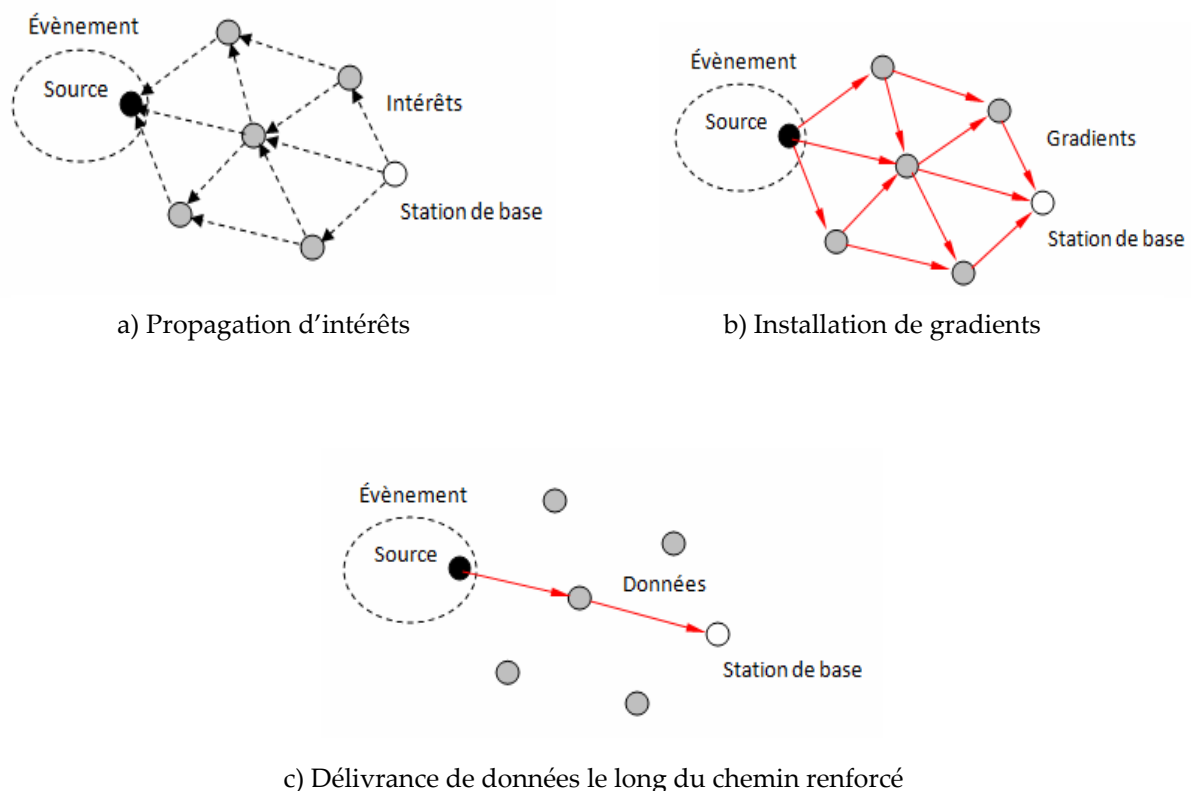 Évènement
Source
Intérêts
Station de base
a) Propagation d'intérêts
Évènement
Source
Gradients
Station de base
b) Installation de gradients
Évènement
Source
Données
Station de base
c) Délivrance de données le long du chemin renforcé